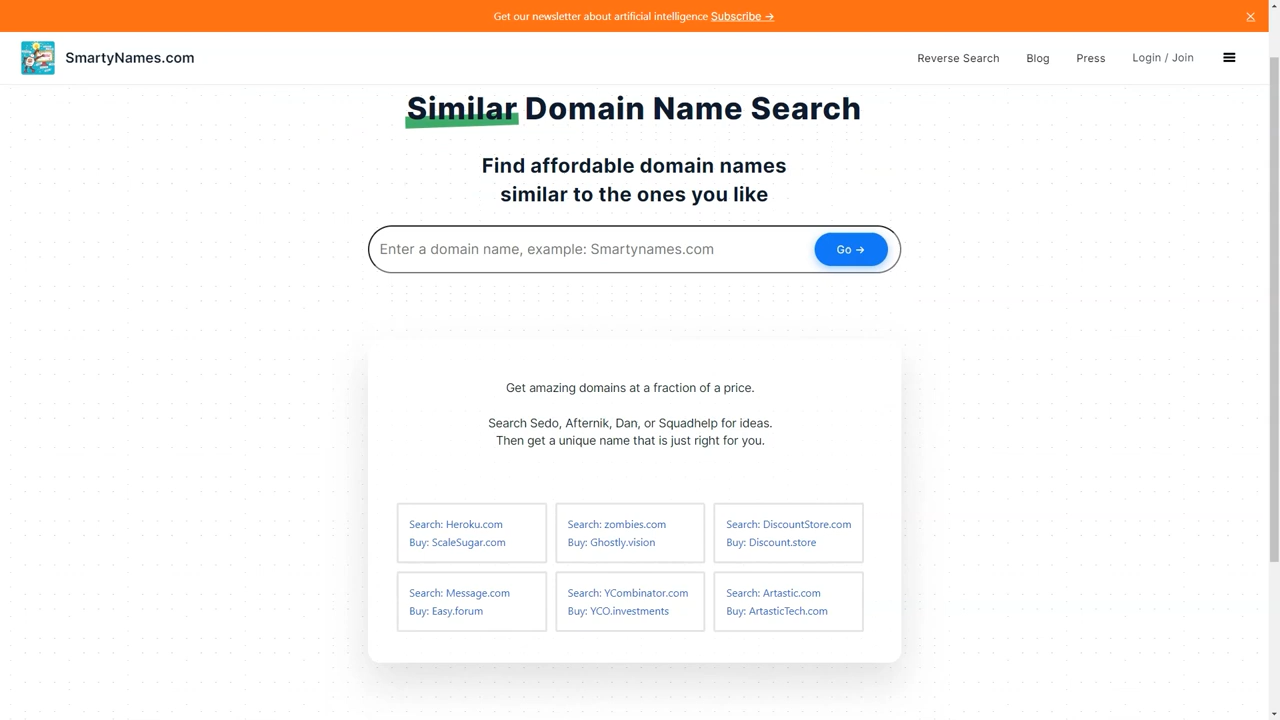 Get our newsletter about artificial intelligence Subscribe →
SmartyNames.com
Reverse Search
Blog
Press
Login / Join
Similar Domain Name Search
Find affordable domain names
similar to the ones you like
Enter a domain name, example: Smartynames.com
Go →
Get amazing domains at a fraction of a price.
Search Sedo, Afternik, Dan, or Squadhelp for ideas.
Then get a unique name that is just right for you.
Search: Heroku.com
Buy: ScaleSugar.com
Search: zombies.com
Buy: Ghostly.vision
Search: DiscountStore.com
Buy: Discount.store
Search: Message.com
Buy: Easy.forum
Search: YCombinator.com
Buy: YCO.investments
Search: Artastic.com
Buy: ArtasticTech.com